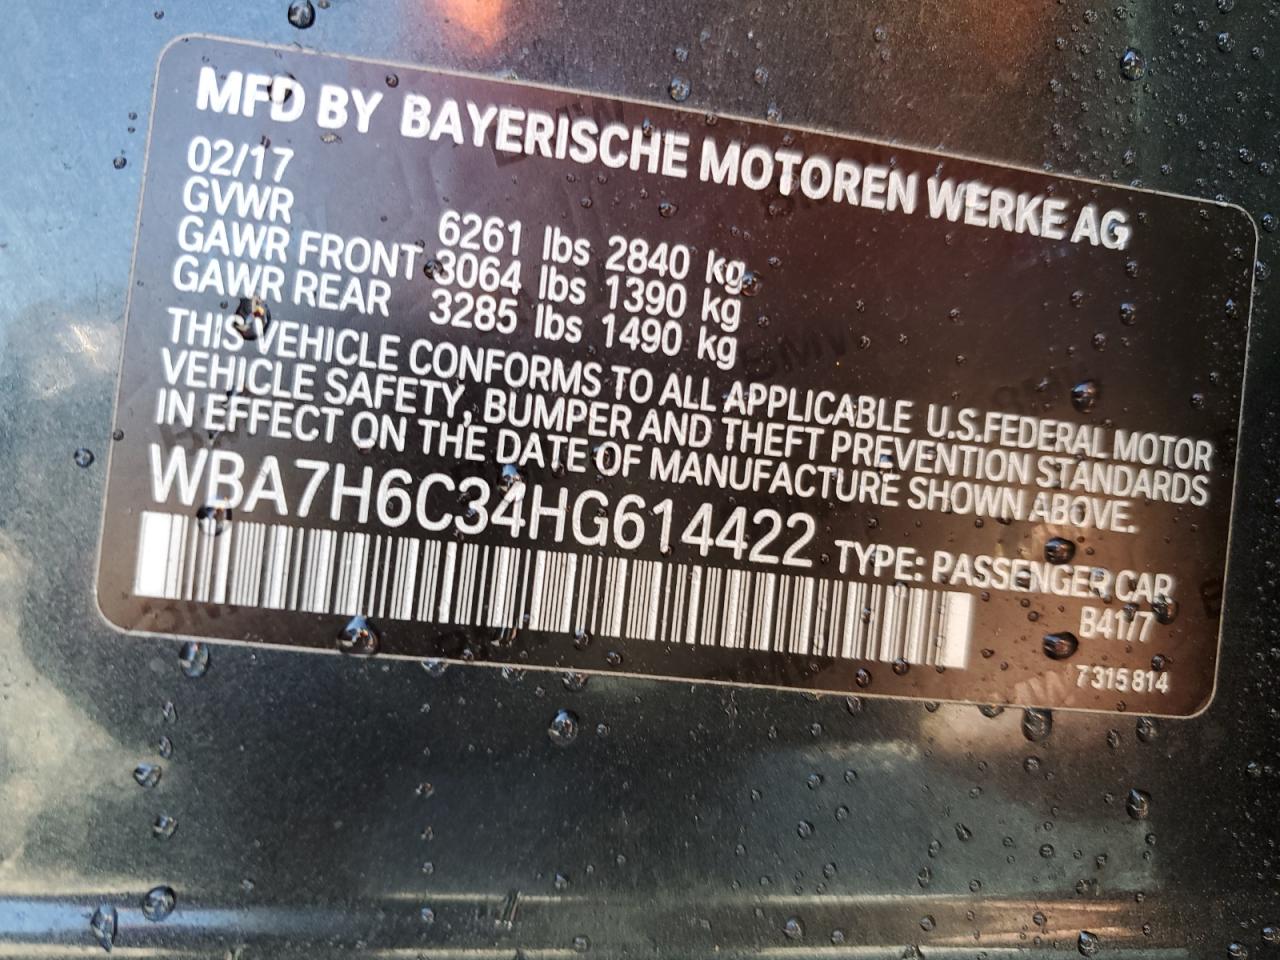 MFD BY BAYERISCHE MOTOREN WERKE AG
02/17
GVWR 6261 lbs 2840 kg
GAWR FRONT 3064 lbs 1390 kg
GAWR REAR 3285 lbs 1490 kg
THIS VEHICLE CONFORMS TO ALL APPLICABLE U.S.FEDERAL MOTOR
VEHICLE SAFETY, BUMPER AND THEFT PREVENTION STANDARDS
IN EFFECT ON THE DATE OF MANUFACTURE SHOWN ABOVE.
WBA7H6C34HG614422 TYPE: PASSENGER CAR
B41/7
7 315 814